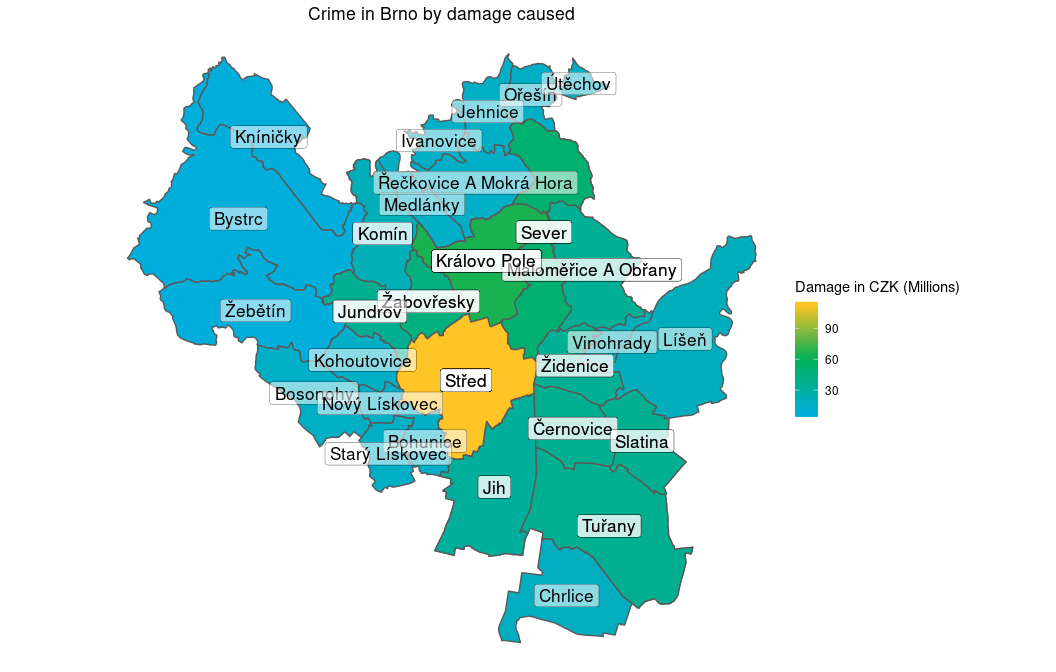 Crime in Brno by damage caused
Útěchov
Ořešín
Jehnice
Kníničky
Ivanovice
Řečkovice A Mokrá Hora
Medlánky
Bystrc
Komín
Sever
Královo Pole
Maloměřice A Obřany
Damage in CZK (Millions)
Žabovřesky
Žebětín
Jundrov
90
Vinohrady
Líšeň
60
Kohoutovice
Židenice
Střed
30
Bosonohy
Nový Lískovec
Černovice
Bohunice
Slatina
Starý Lískovec
Jih
Tuřany
Chrlice